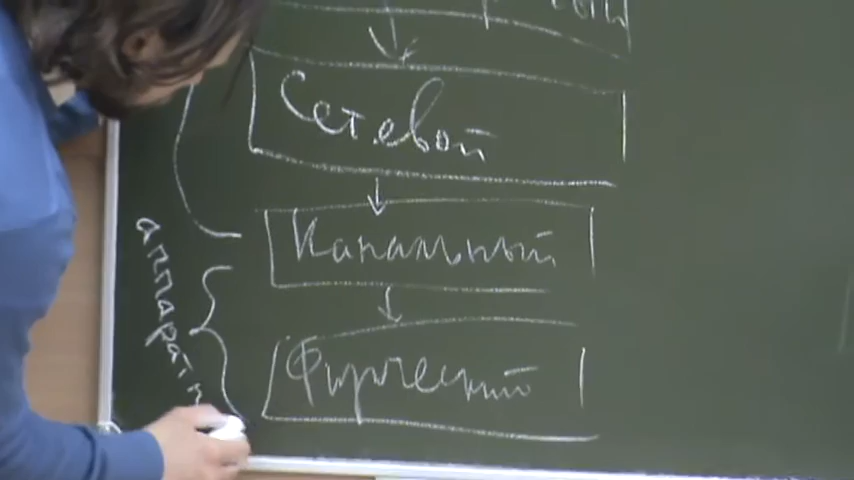 Сетевой
Канальный
Физический
аппаратн